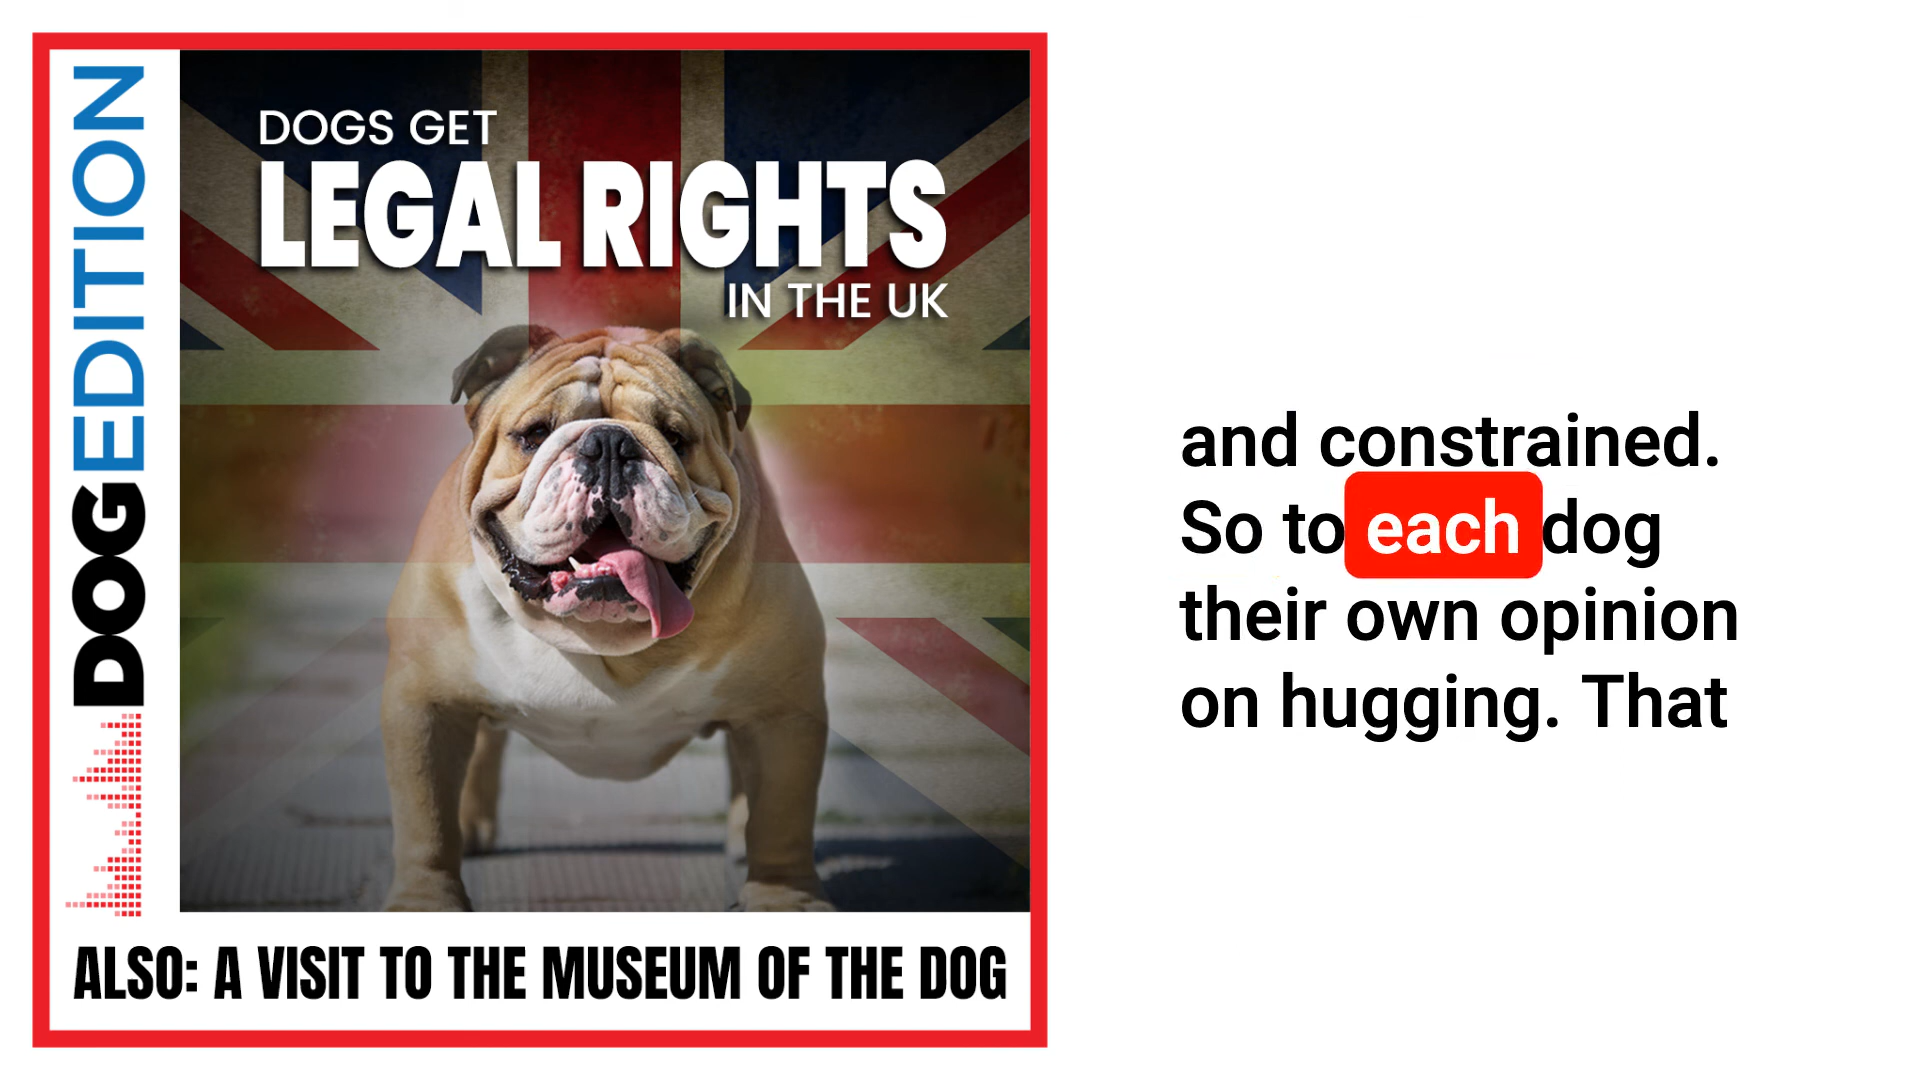 DOGEDITION
DOGS GET
LEGAL RIGHTS
IN THE UK
ALSO: A VISIT TO THE MUSEUM OF THE DOG
and constrained.
So to each dog
their own opinion
on hugging. That